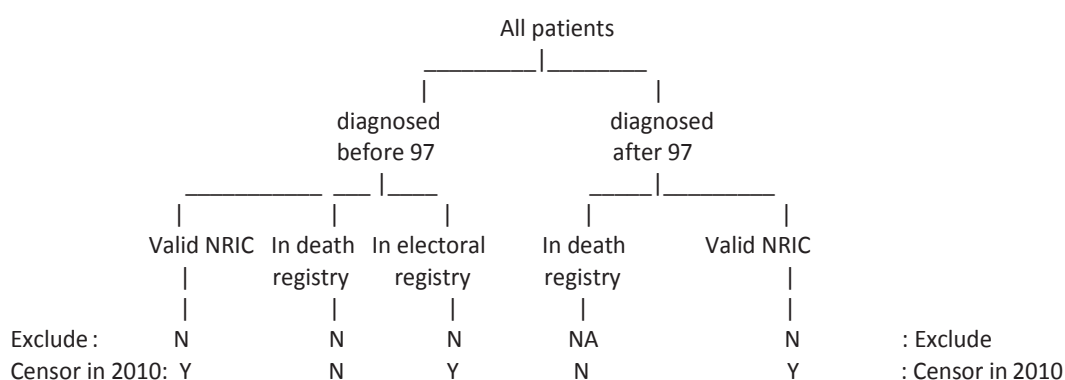 All patients
diagnosed diagnosed
before 97 after 97
Valid NRIC In death In electoral In death Valid NRIC
registry registry registry
Exclude : N N N NA N : Exclude
Censor in 2010: Y N Y N Y : Censor in 2010